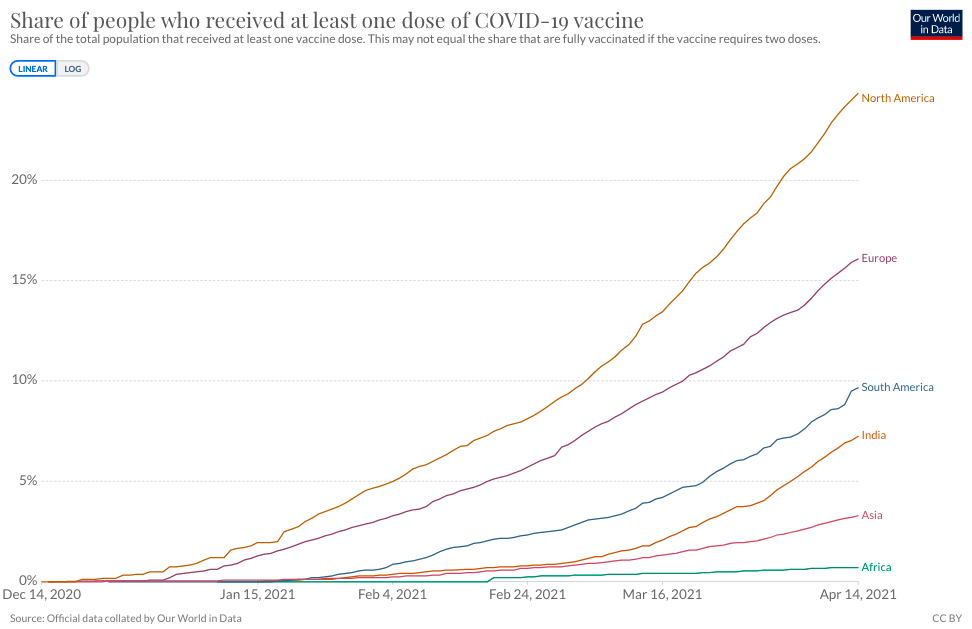 Share of people who received at least one dose of COVID-19 vaccine
Share of the total population that received at least one vaccine dose. This may not equal the share that are fully vaccinated if the vaccine requires two doses.
Our World
in Data
LINEAR LOG
North America
20%
Europe
15%
10%
South America
India
5%
Asia
Africa
0%
Dec 14, 2020 Jan 15, 2021 Feb 4, 2021 Feb 24, 2021 Mar 16, 2021 Apr 14, 2021
Source: Official data collated by Our World in Data CC BY